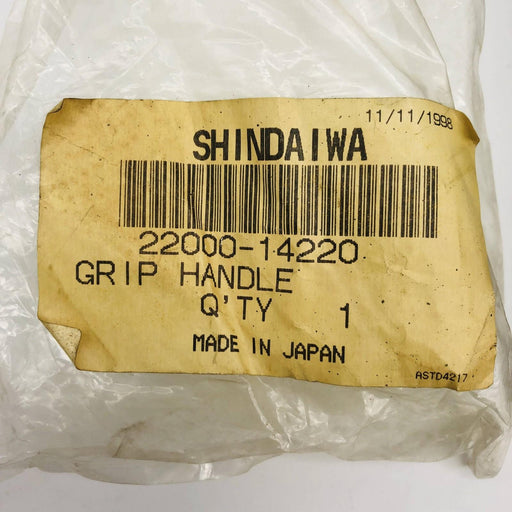 11/11/1998
SHINDAIWA
22000-14220
GRIP HANDLE
Q'TY 1
MADE IN JAPAN
ASTD4217